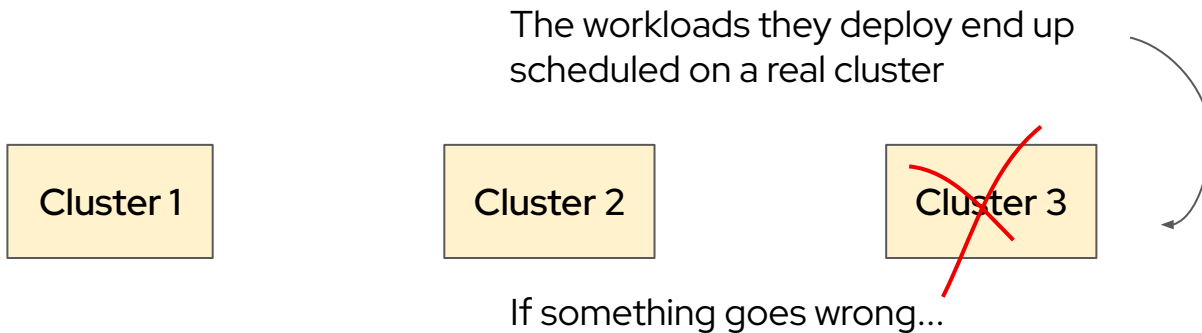 The workloads they deploy end up
scheduled on a real cluster
Cluster 1
Cluster 2
Cluster 3
If something goes wrong...